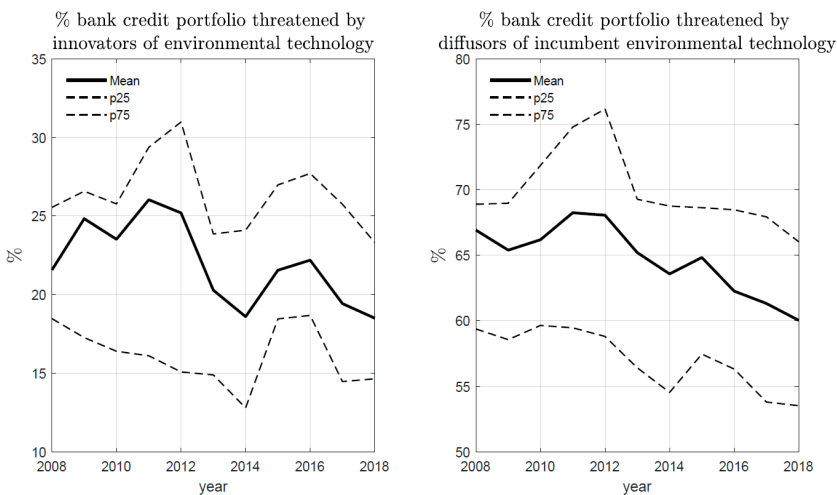 % bank credit portfolio threatened by
innovators of environmental technology
35
30
25
20
15
10
%
Mean
p25
p75
2008
2010
2012
2014
2016
2018
year
% bank credit portfolio threatened by
diffusors of incumbent environmental technology
80
75
70
65
60
55
50
%
Mean
p25
p75
2008
2010
2012
2014
2016
2018
year